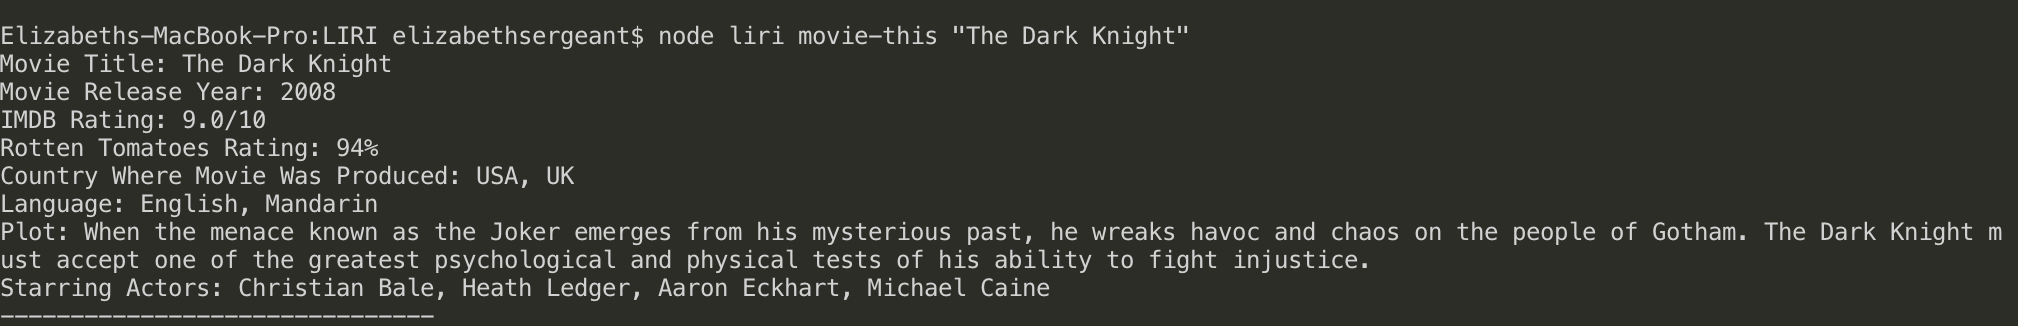 Elizabeths-MacBook-Pro:LIRI elizabethsergeant$ node liri movie-this "The Dark Knight"
Movie Title: The Dark Knight
Movie Release Year: 2008
IMDB Rating: 9.0/10
Rotten Tomatoes Rating: 94%
Country Where Movie Was Produced: USA, UK
Language: English, Mandarin
Plot: When the menace known as the Joker emerges from his mysterious past, he wreaks havoc and chaos on the people of Gotham. The Dark Knight m
ust accept one of the greatest psychological and physical tests of his ability to fight injustice.
Starring Actors: Christian Bale, Heath Ledger, Aaron Eckhart, Michael Caine
-------------------------------